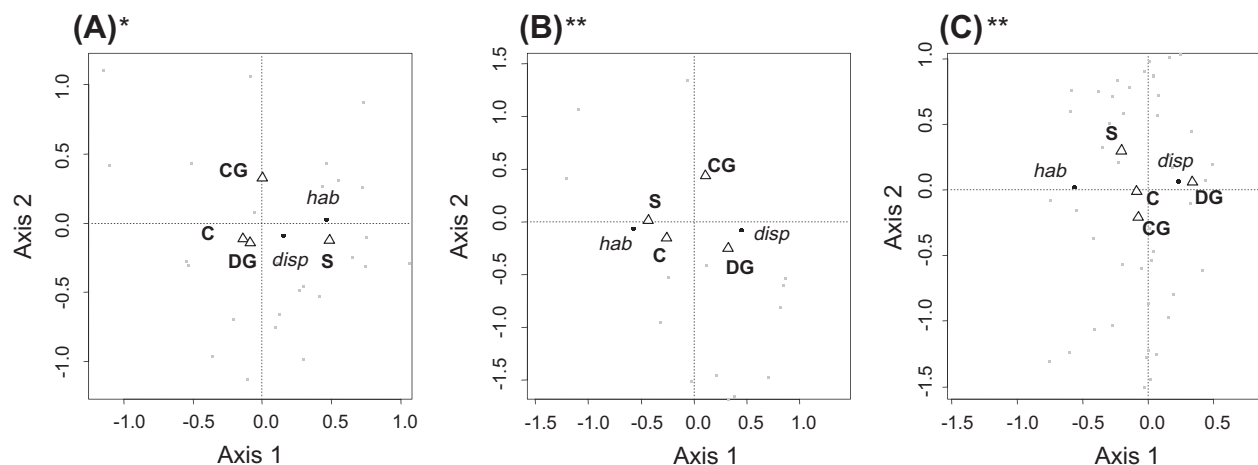 (A)*
Axis 2
1.0
0.5
0.0
-0.5
-1.0
CG
hab
C
DG
disp
S
-1.0 -0.5 0.0 0.5 1.0
Axis 1
(B)**
1.5
1.0
0.5
0.0
-0.5
-1.0
-1.5
CG
S
hab
C
disp
DG
-1.5 -1.0 -0.5 0.0 0.5 1.0
Axis 1
(C)**
1.0
0.5
0.0
-0.5
-1.0
-1.5
S
hab
disp
C
DG
CG
-1.5 -1.0 -0.5 0.0 0.5
Axis 1
Axis 2
Axis 2